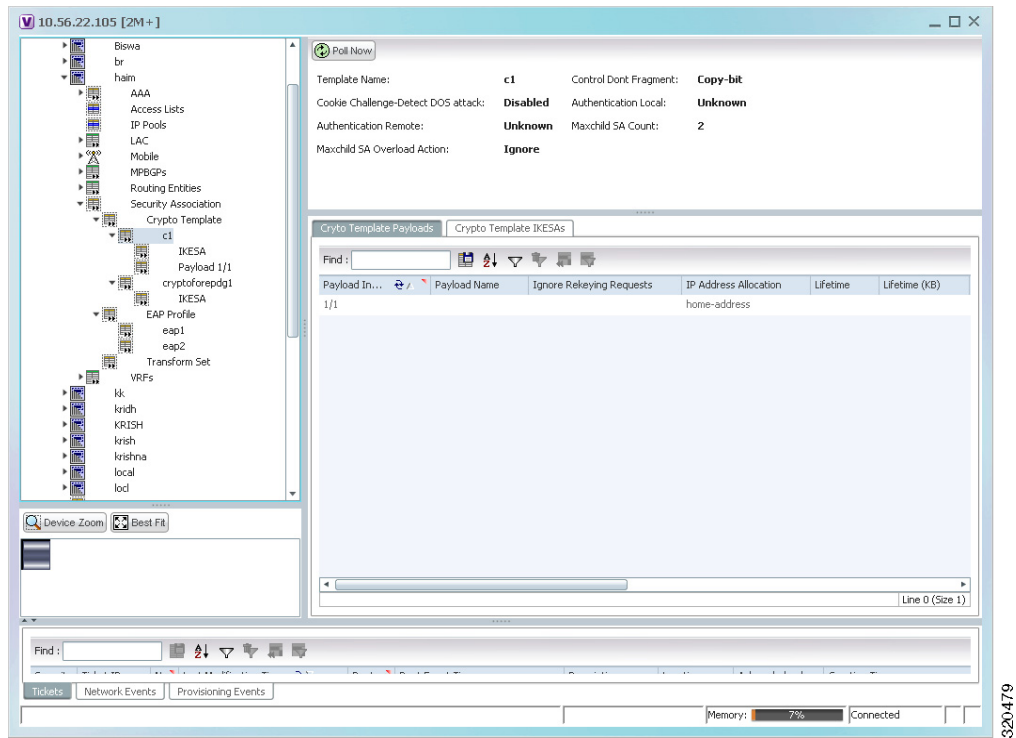 10.56.22.105 [2M+]
Biswa
br
haim
AAA
Access Lists
IP Pools
LAC
Mobile
MPBGPs
Routing Entities
Security Association
Crypto Template
c1
IKESA
Payload 1/1
cryptoforepdg1
IKESA
EAP Profile
eap1
eap2
Transform Set
VRFs
kk
kridh
KRISH
krish
krishna
local
locl
Device Zoom Best Fit
Poll Now
Template Name: c1 Control Dont Fragment: Copy-bit
Cookie Challenge-Detect DOS attack: Disabled Authentication Local: Unknown
Authentication Remote: Unknown Maxchild SA Count: 2
Maxchild SA Overload Action: Ignore
Cryto Template Payloads Crypto Template IKESAs
Find :
Payload In... Payload Name Ignore Rekeying Requests IP Address Allocation Lifetime Lifetime (KB)
1/1 home-address
Line 0 (Size 1)
Find :
Tickets Network Events Provisioning Events
Memory: 7% Connected
320479